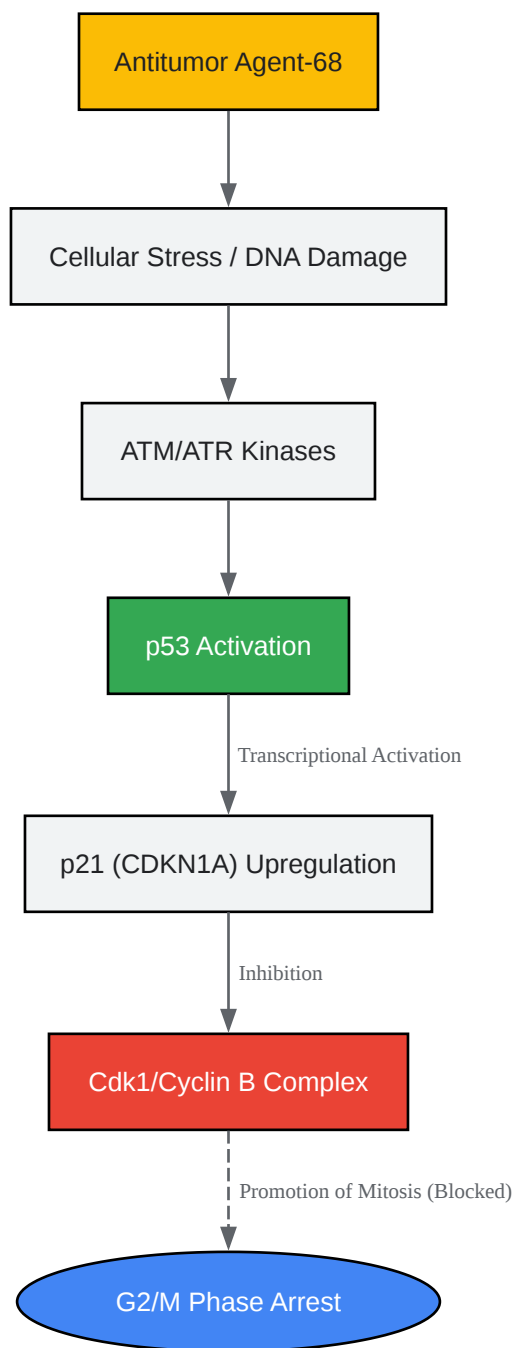 Antitumor Agent-68
Cellular Stress / DNA Damage
ATM/ATR Kinases
p53 Activation
Transcriptional Activation
p21 (CDKN1A) Upregulation
Inhibition
Cdk1/Cyclin B Complex
Promotion of Mitosis (Blocked)
G2/M Phase Arrest